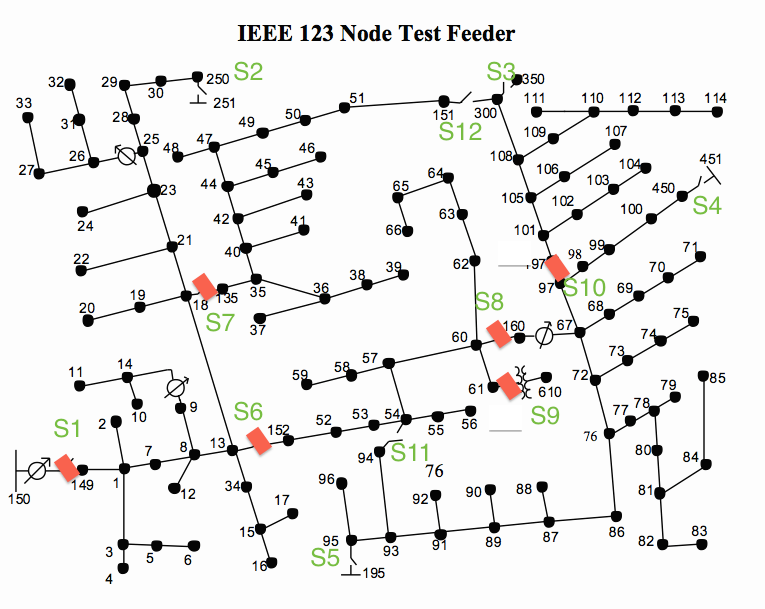 IEEE 123 Node Test Feeder
32 29 250 S2 S3 350
30 251 51 111 110 112 113 114
33 31 28 50 151 300
25 48 47 49 S12 109 107
26 46 108
27 45 64 106 104 451
23 44 43 65 105 103 450
24 42 63 102 100 S4
41 66 101
21 40 99
22 39 62 197 98 71
35 36 38 97 S10 70
20 19 18 135 S8 69
S7 37 68 75
60 160 67 74
57 73
11 14 59 58 61 72 79 85
10 9 S6 610 78
S1 2 152 52 53 54 55 56 S9 77
7 8 13 S11 76 80 84
149 1 94 76
150 12 34 96 92 90 88 81
17
15 86
3 5 6 95 93 91 89 87 82 83
4 16 S5 195